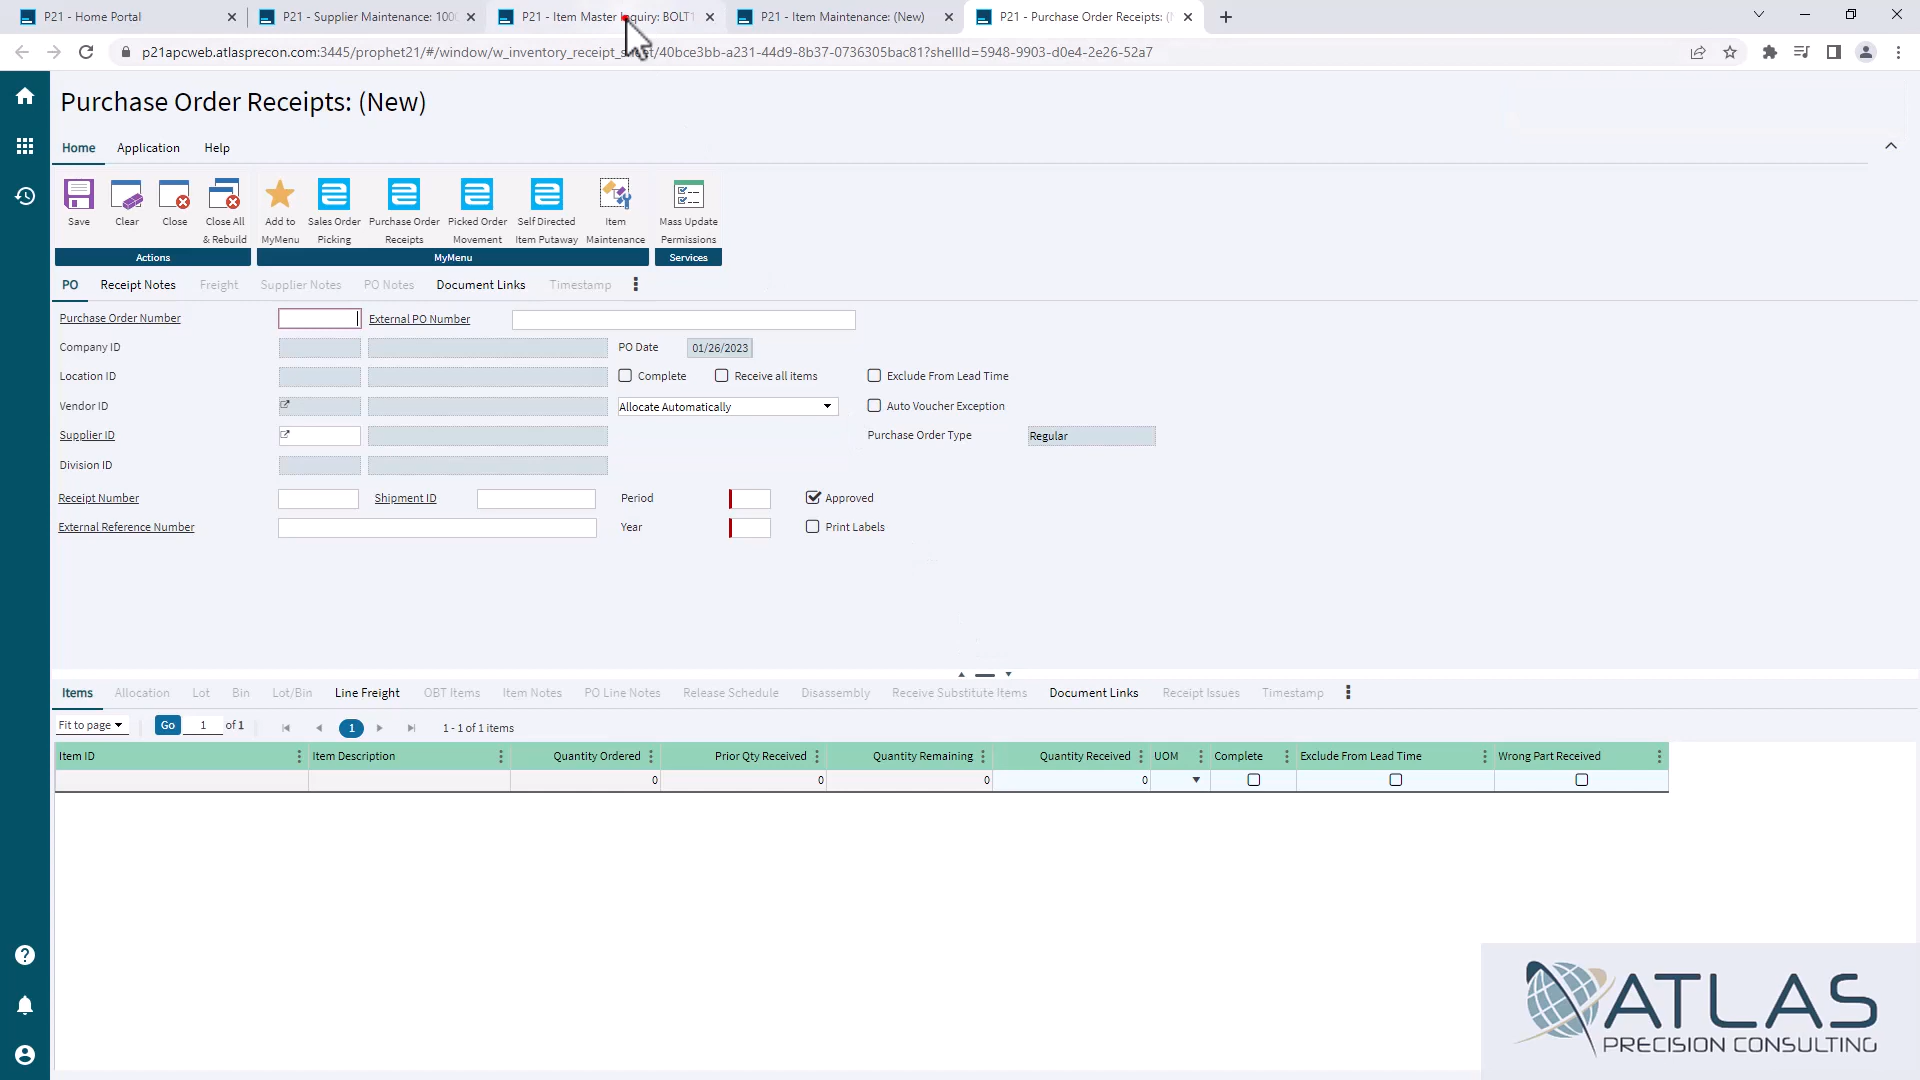 P21 - Home Portal
P21 - Supplier Maintenance: 1000
P21 - Item Master Inquiry: BOLT1
P21 - Item Maintenance: (New)
P21 - Purchase Order Receipts: (
p21apcweb.atlasprecon.com:3445/prophet21/#/window/w_inventory_receipt_sheet/40bce3bb-a231-44d9-8b37-0736305bac81?shellId=5948-9903-d0e4-2e26-52a7
Purchase Order Receipts: (New)
Home Application Help
Save
Clear
Close
Close All & Rebuild
Add to MyMenu
Sales Order Picking
Purchase Order Receipts
Picked Order Movement
Self Directed Item Putaway
Item Maintenance
Mass Update Permissions
Actions MyMenu Services
PO Receipt Notes Freight Supplier Notes PO Notes Document Links Timestamp
Purchase Order Number External PO Number
Company ID PO Date 01/26/2023
Location ID Complete Receive all items Exclude From Lead Time
Vendor ID Allocate Automatically Auto Voucher Exception
Supplier ID Purchase Order Type Regular
Division ID
Receipt Number Shipment ID Period Approved
External Reference Number Year Print Labels
Items Allocation Lot Bin Lot/Bin Line Freight OBT Items Item Notes PO Line Notes Release Schedule Disassembly Receive Substitute Items Document Links Receipt Issues Timestamp
Fit to page Go 1 of 1 1 1 - 1 of 1 items
Item ID Item Description Quantity Ordered Prior Qty Received Quantity Remaining Quantity Received UOM Complete Exclude From Lead Time Wrong Part Received
0 0 0 0
ATLAS
PRECISION CONSULTING